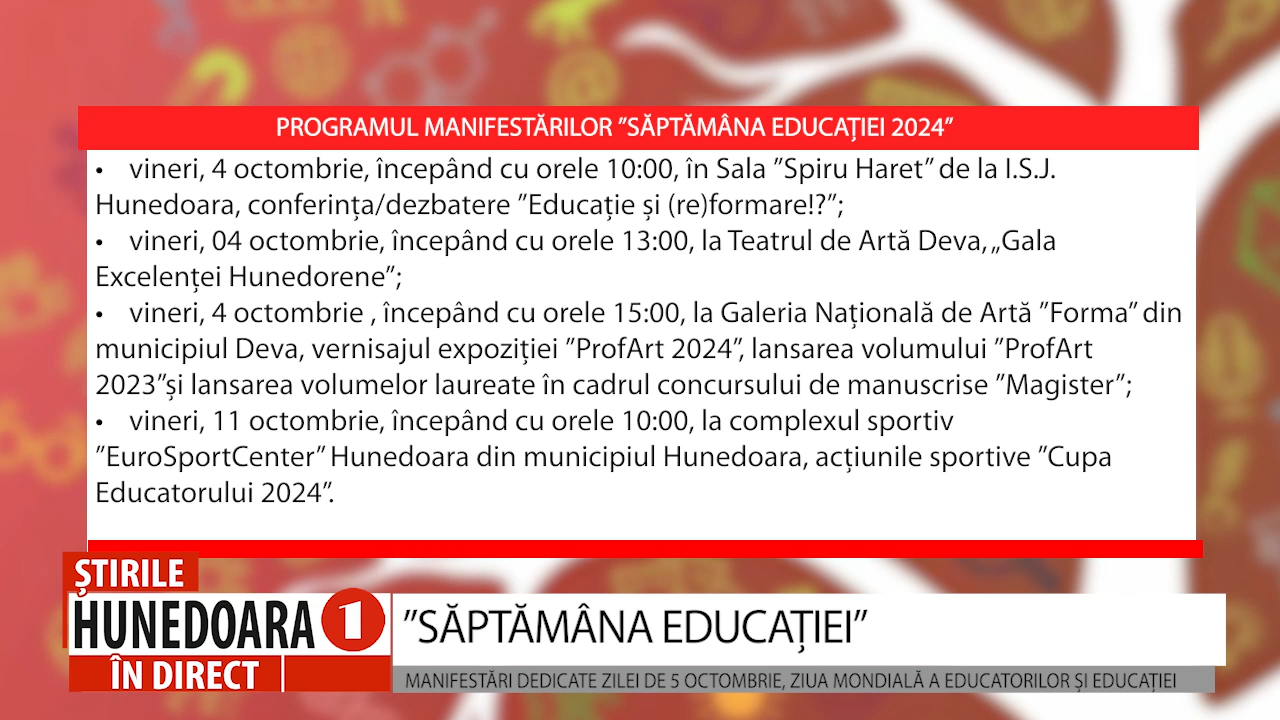 PROGRAMUL MANIFESTĂRILOR ”SĂPTĂMÂNA EDUCAȚIEI 2024”
• vineri, 4 octombrie, începând cu orele 10:00, în Sala ”Spiru Haret” de la I.S.J.
Hunedoara, conferința/dezbatere ”Educație și (re)formare!?”;
• vineri, 04 octombrie, începând cu orele 13:00, la Teatrul de Artă Deva, „Gala
Excelenței Hunedorene”;
• vineri, 4 octombrie , începând cu orele 15:00, la Galeria Națională de Artă ”Forma” din
municipiul Deva, vernisajul expoziției ”ProfArt 2024”, lansarea volumului ”ProfArt
2023”și lansarea volumelor laureate în cadrul concursului de manuscrise ”Magister”;
• vineri, 11 octombrie, începând cu orele 10:00, la complexul sportiv
”EuroSportCenter” Hunedoara din municipiul Hunedoara, acțiunile sportive ”Cupa
Educatorului 2024”.
ȘTIRILE
HUNEDOARA 1
ÎN DIRECT
”SĂPTĂMÂNA EDUCAȚIEI”
MANIFESTĂRI DEDICATE ZILEI DE 5 OCTOMBRIE, ZIUA MONDIALĂ A EDUCATORILOR ȘI EDUCAȚIEI